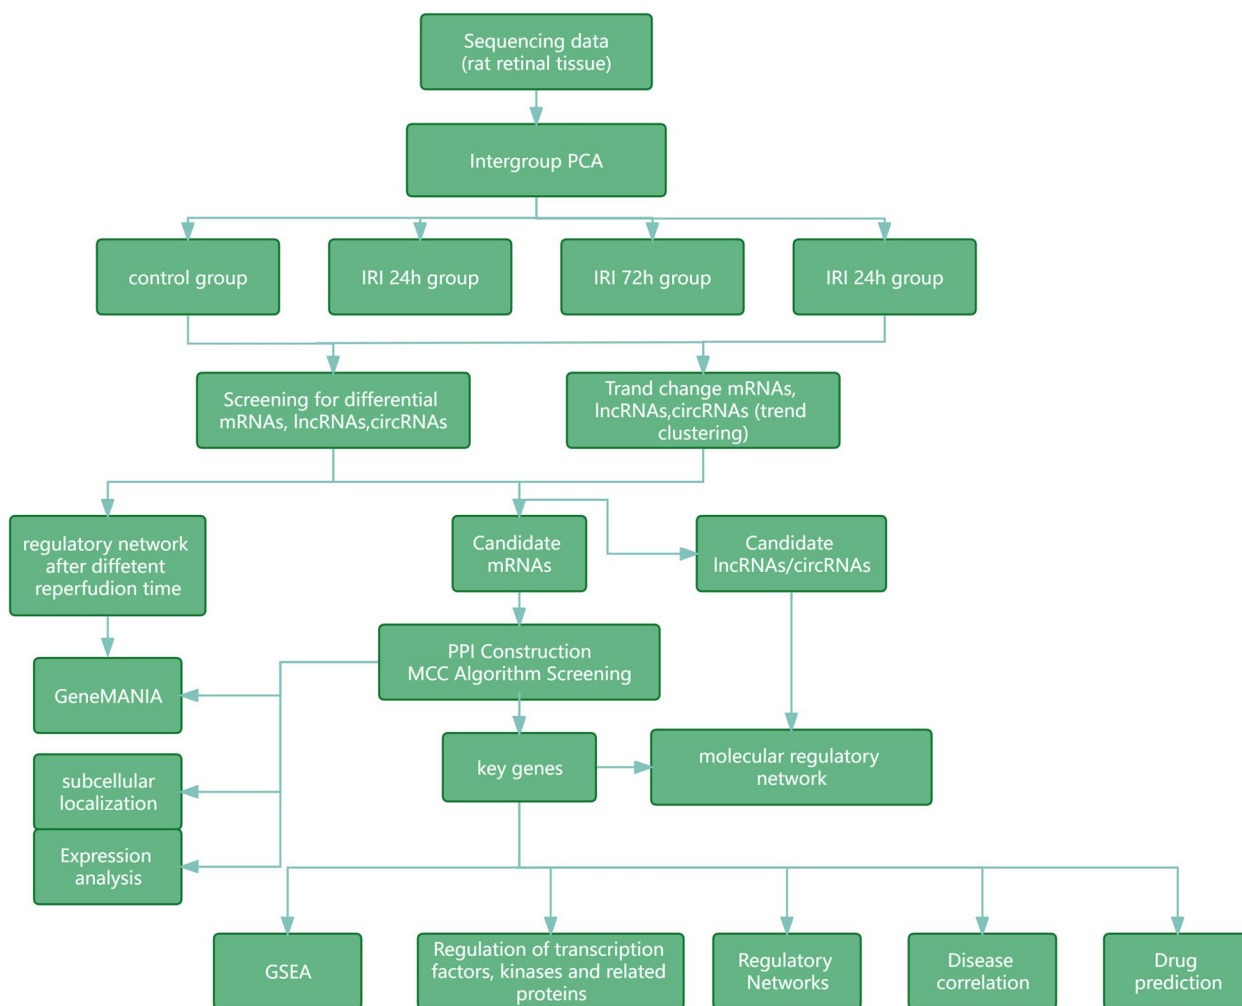 Sequencing data
(rat retinal tissue)
Intergroup PCA
control group
IRI 24h group
IRI 72h group
IRI 24h group
Screening for differential
mRNAs, lncRNAs,circRNAs
Trand change mRNAs,
lncRNAs,circRNAs (trend
clustering)
regulatory network
after diffetent
reperfudion time
Candidate
mRNAs
Candidate
lncRNAs/circRNAs
PPI Construction
MCC Algorithm Screening
GeneMANIA
key genes
molecular regulatory
network
subcellular
localization
Expression
analysis
GSEA
Regulation of transcription
factors, kinases and related
proteins
Regulatory
Networks
Disease
correlation
Drug
prediction